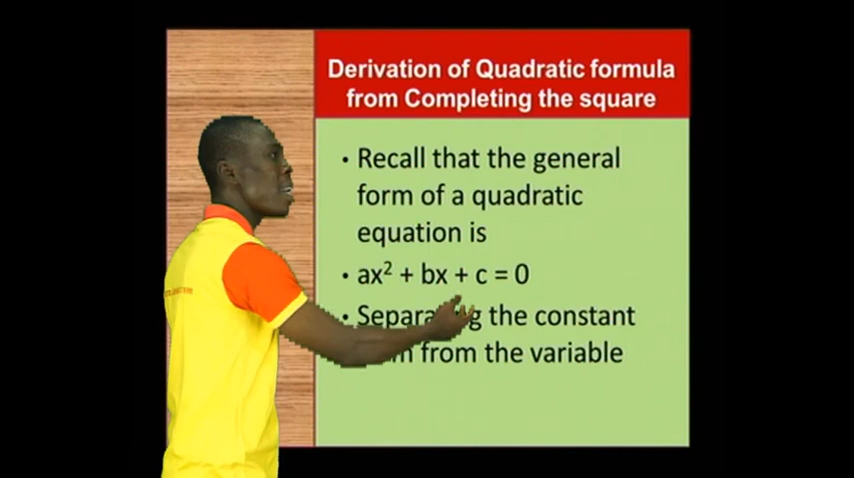 Derivation of Quadratic formula
from Completing the square
• Recall that the general
form of a quadratic
equation is
• ax² + bx + c = 0
• the constant
from the variable